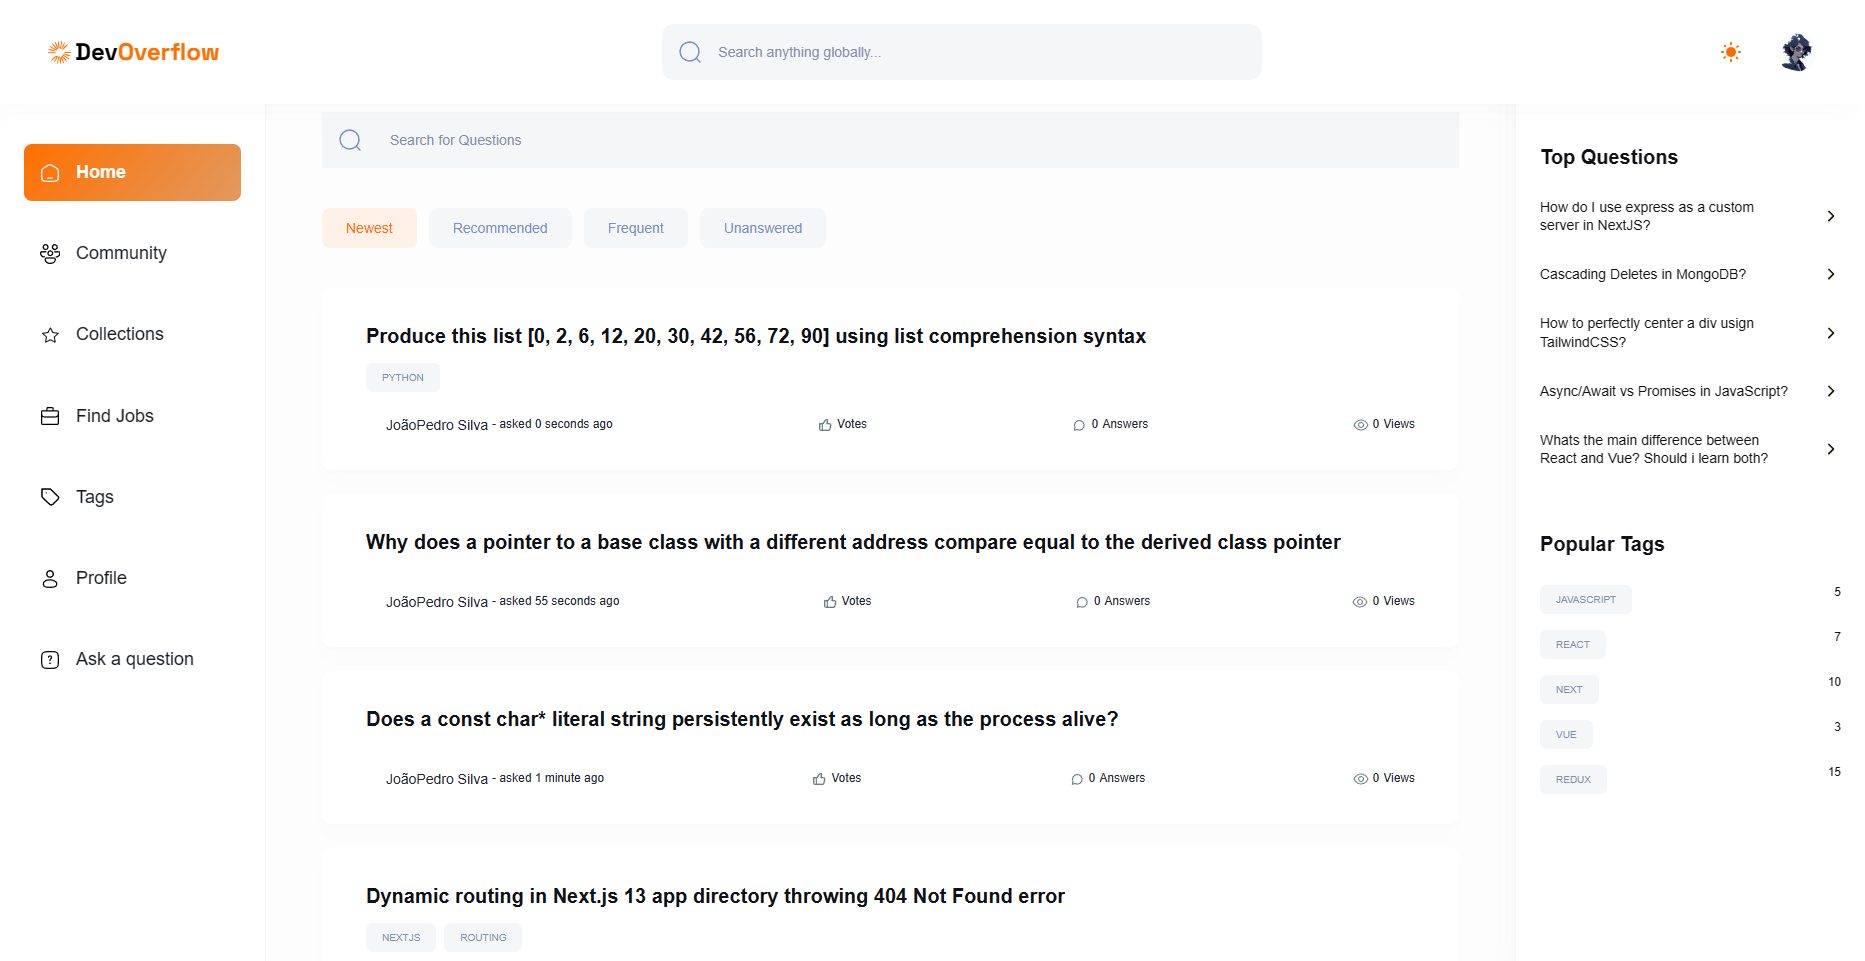 DevOverflow
Search anything globally...
Home
Community
Collections
Find Jobs
Tags
Profile
Ask a question
Search for Questions
Newest
Recommended
Frequent
Unanswered
Produce this list [0, 2, 6, 12, 20, 30, 42, 56, 72, 90] using list comprehension syntax
PYTHON
JoãoPedro Silva - asked 0 seconds ago
Votes
0 Answers
0 Views
Why does a pointer to a base class with a different address compare equal to the derived class pointer
JoãoPedro Silva - asked 55 seconds ago
Votes
0 Answers
0 Views
Does a const char* literal string persistently exist as long as the process alive?
JoãoPedro Silva - asked 1 minute ago
Votes
0 Answers
0 Views
Dynamic routing in Next.js 13 app directory throwing 404 Not Found error
NEXTJS
ROUTING
Top Questions
How do I use express as a custom
server in NextJS?
Cascading Deletes in MongoDB?
How to perfectly center a div usign
TailwindCSS?
Async/Await vs Promises in JavaScript?
Whats the main difference between
React and Vue? Should i learn both?
Popular Tags
JAVASCRIPT
5
REACT
7
NEXT
10
VUE
3
REDUX
15